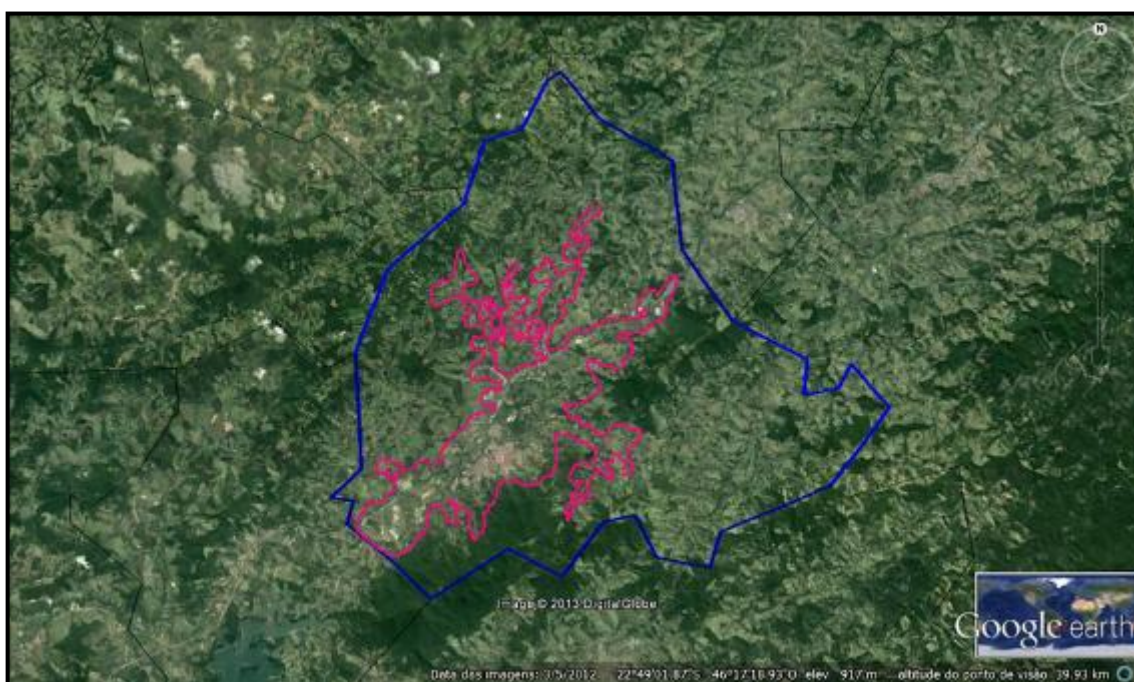 N
Image © 2013 DigitalGlobe
Google earth
Data das imagens: 3/5/2012 22°49'01.87"S 46°17'18.93"O elev 917 m altitude do ponto de visão 39.93 km